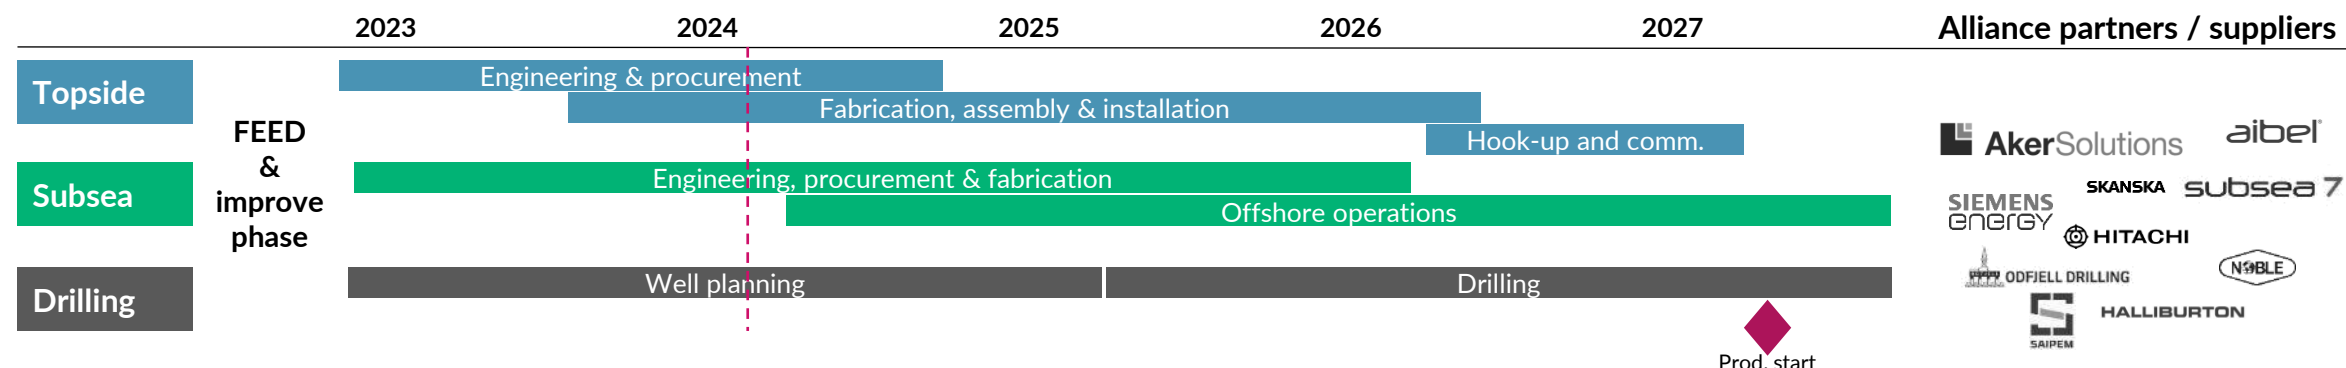 2023 2024 2025 2026 2027 Alliance partners / suppliers
Topside
Engineering & procurement
Fabrication, assembly & installation
Hook-up and comm.
FEED
&
improve
phase
Subsea
Engineering, procurement & fabrication
Offshore operations
Drilling
Well planning
Drilling
Prod. start
AkerSolutions
aibel
SIEMENS
energy
SKANSKA
subsea 7
HITACHI
ODFJELL DRILLING
NOBLE
SAIPEM
HALLIBURTON